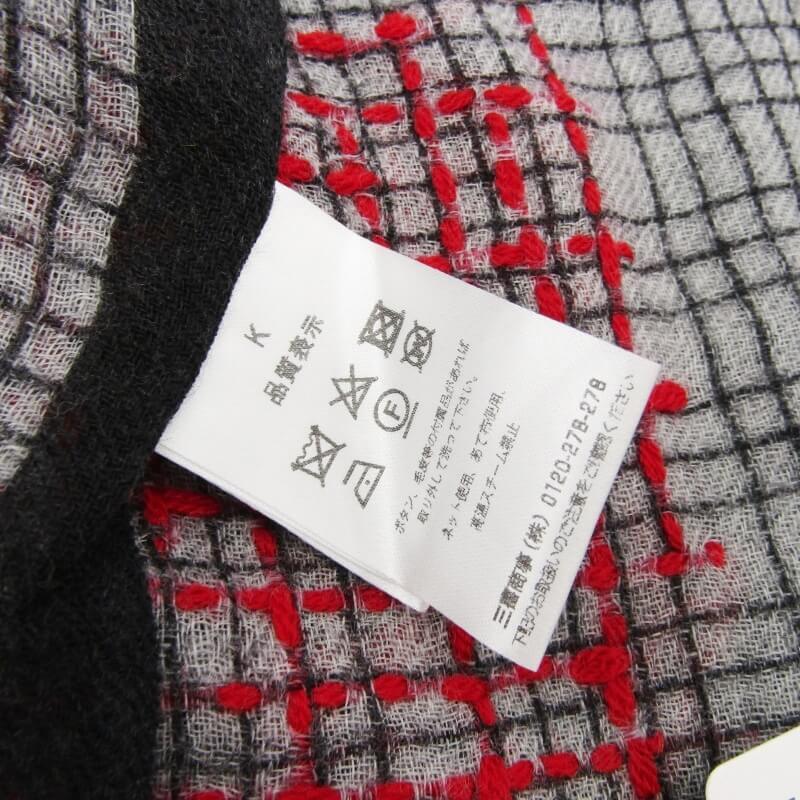 K
品質表示
F
ボタン、毛皮等の付属品があれば
取り外して洗って下さい。
ネット使用、あて布使用、
禁通スチーム禁止
三喜商事(株) 0120-278-278
下記のお取扱いのご注意をご確認ください。